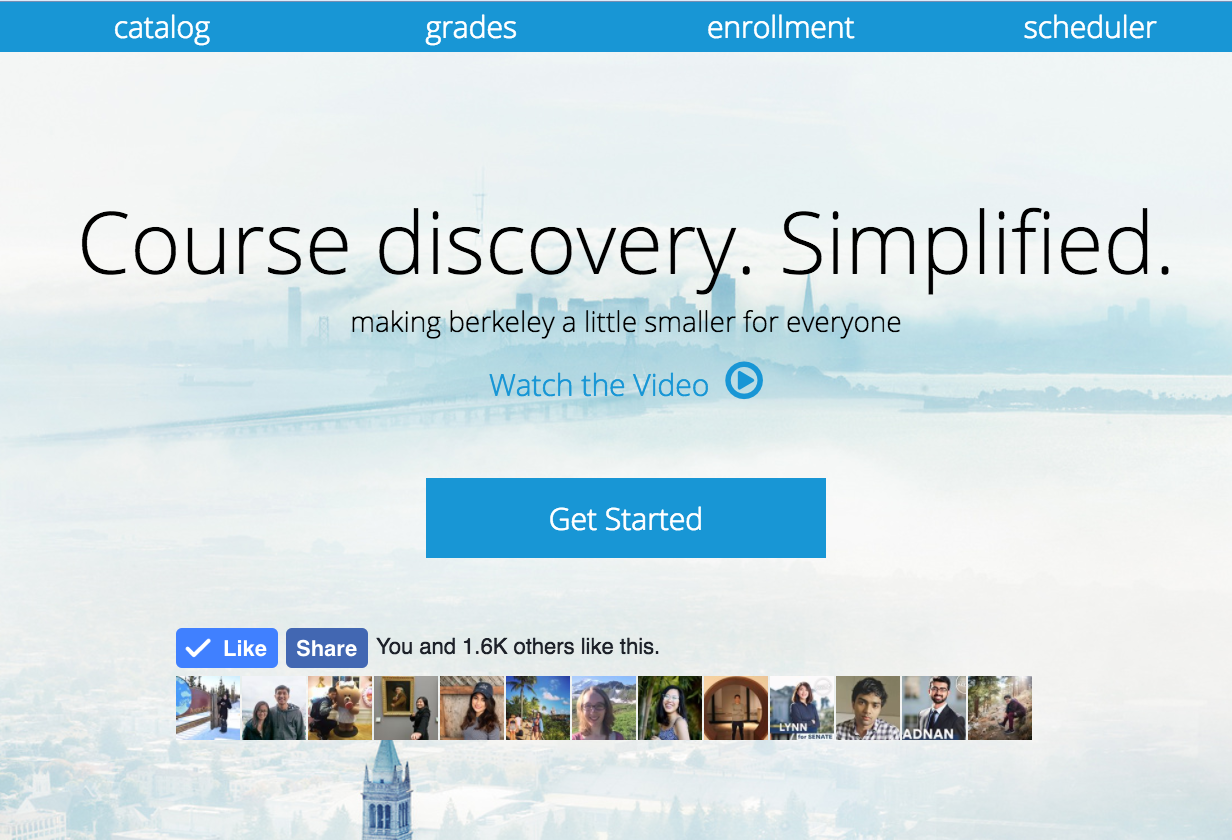 catalog grades enrollment scheduler
Course discovery. Simplified.
making berkeley a little smaller for everyone
Watch the Video
Get Started
Like Share You and 1.6K others like this.
LYNN
for SENATE
ADNAN